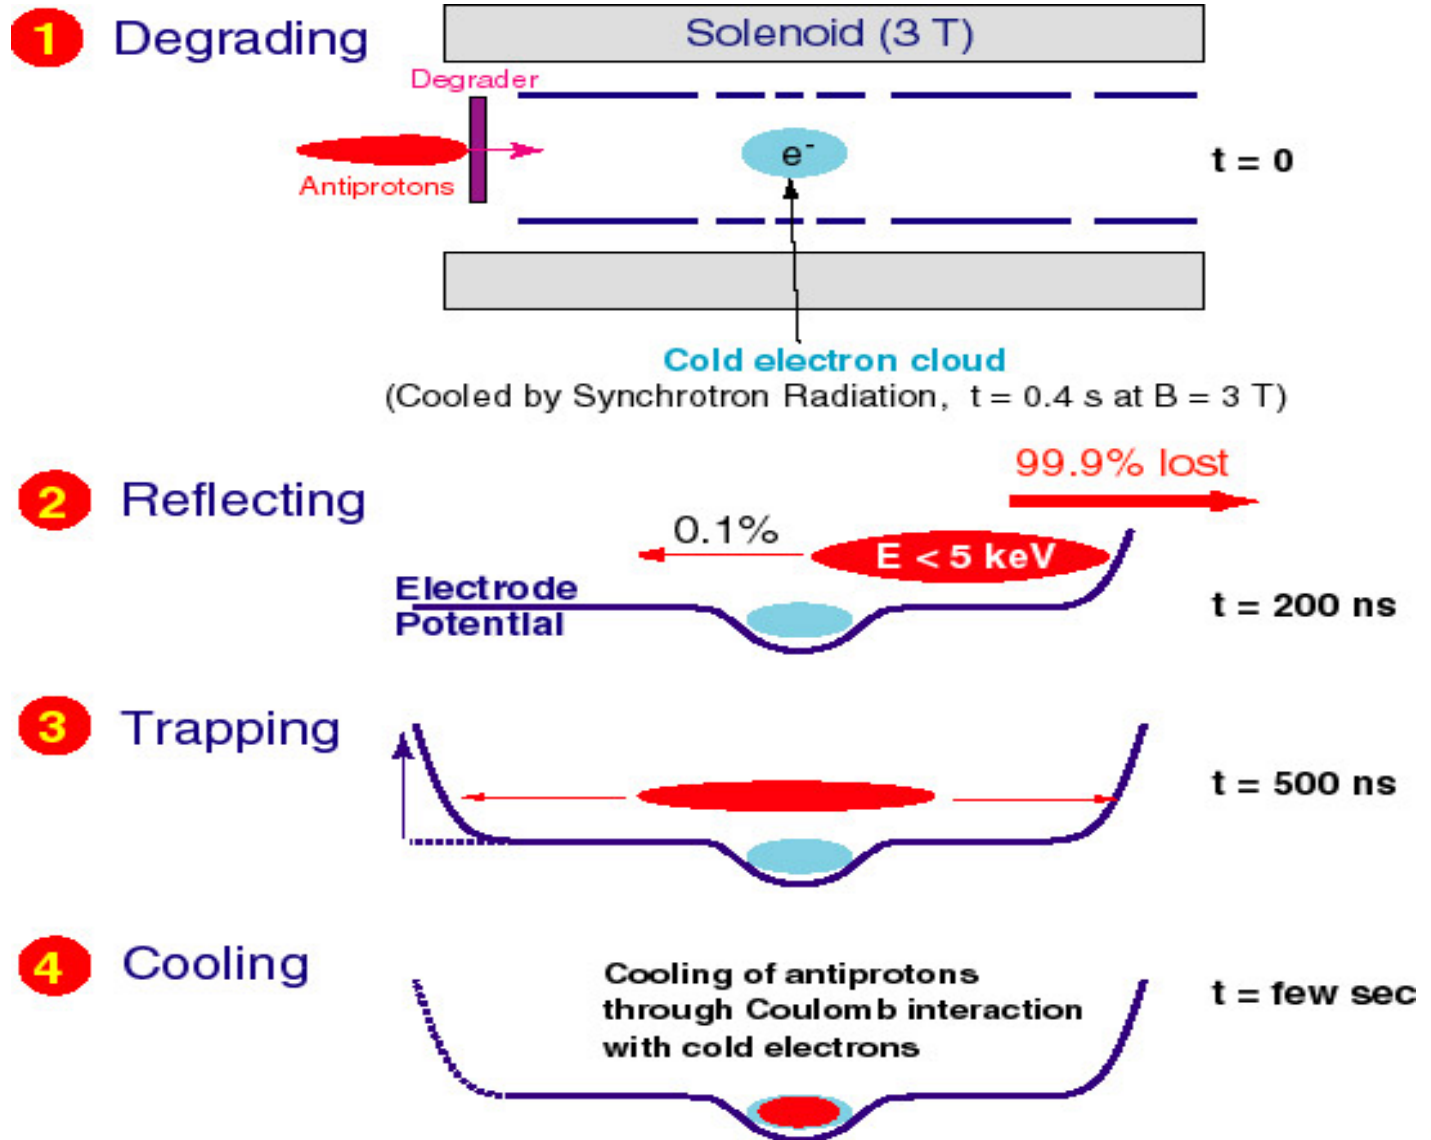 1 Degrading
Solenoid (3 T)
Degrader
e-
Antiprotons
t = 0
Cold electron cloud
(Cooled by Synchrotron Radiation, t = 0.4 s at B = 3 T)
99.9% lost
2 Reflecting
0.1%
E < 5 keV
Electrode
Potential
t = 200 ns
3 Trapping
t = 500 ns
4 Cooling
Cooling of antiprotons
through Coulomb interaction
with cold electrons
t = few sec